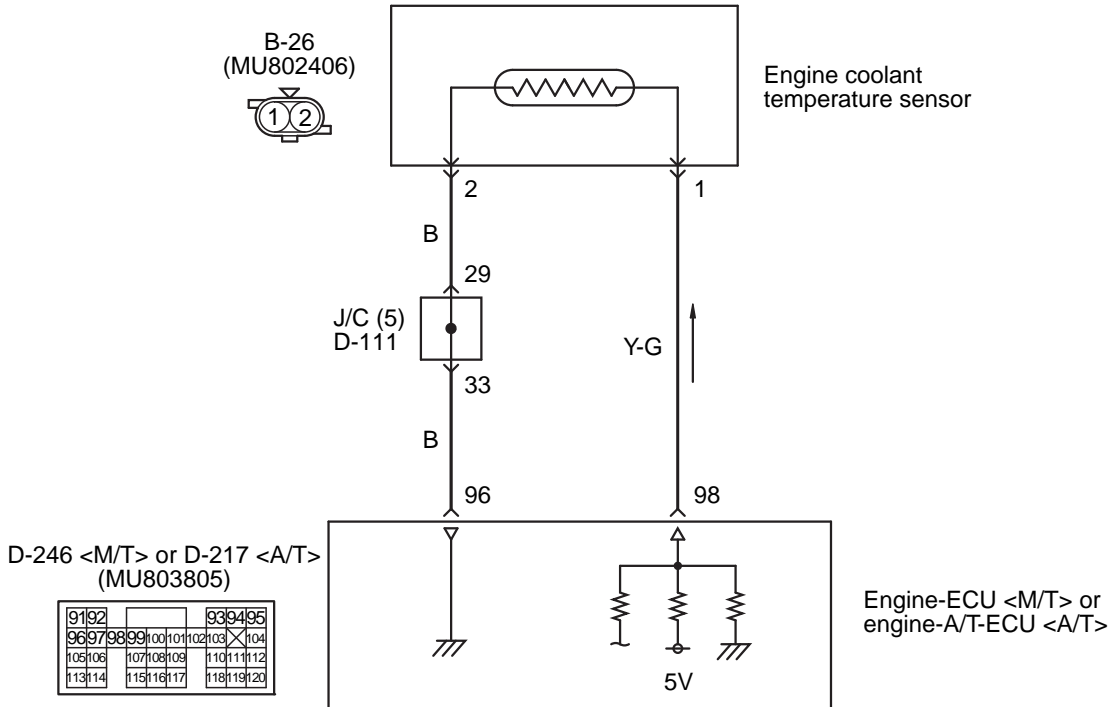 B-26
(MU802406)
1 2
Engine coolant
temperature sensor
2
1
B
29
J/C (5)
D-111
Y-G
33
B
96
98
D-246 <M/T> or D-217 <A/T>
(MU803805)
91 92 93 94 95
96 97 98 99 100 101 102 103 104
105 106 107 108 109 110 111 112
113 114 115 116 117 118 119 120
Engine-ECU <M/T> or
engine-A/T-ECU <A/T>
5V